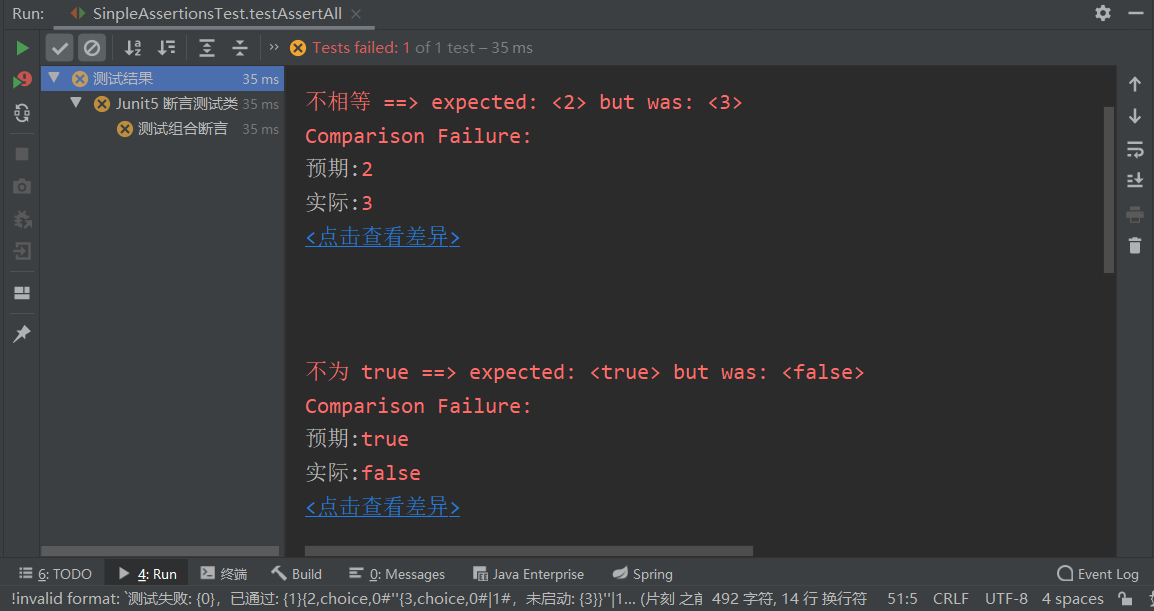 Run: SinpleAssertionsTest.testAssertAll
Tests failed: 1 of 1 test – 35 ms
测试结果 35 ms
Junit5 断言测试类 35 ms
测试组合断言 35 ms
不相等 ==> expected: <2> but was: <3>
Comparison Failure:
预期:2
实际:3
<点击查看差异>
不为 true ==> expected: <true> but was: <false>
Comparison Failure:
预期:true
实际:false
<点击查看差异>
6: TODO 4: Run 终端 Build 0: Messages Java Enterprise Spring Event Log
!invalid format: `测试失败: {0}，已通过: {1}{2,choice,0#''{3,choice,0#|1#，未启动: {3}}''|1... (片刻 之前 492 字符, 14 行 换行符 51:5 CRLF UTF-8 4 spaces